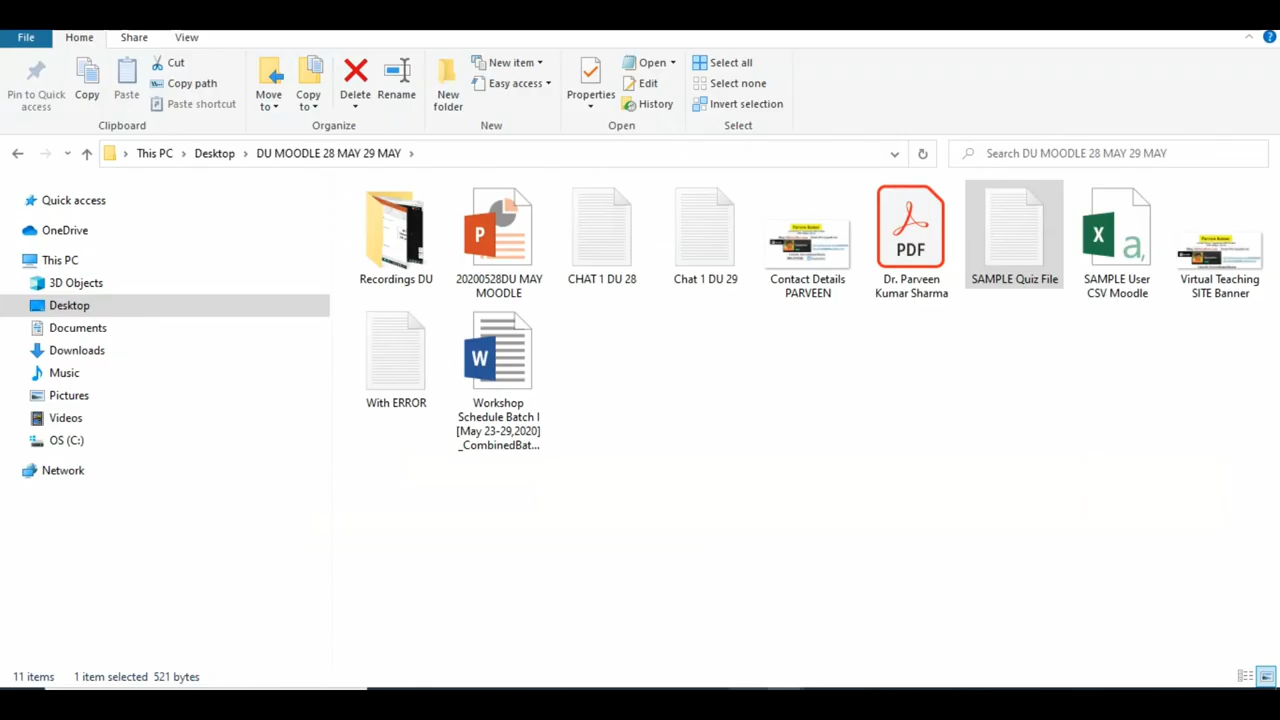 File
Home
Share
View
Pin to Quick
access
Copy
Paste
Cut
Copy path
Paste shortcut
Clipboard
Move
to
Copy
to
Delete
Rename
Organize
New
folder
New item
Easy access
New
Properties
Open
Edit
History
Open
Select all
Select none
Invert selection
Select
This PC
Desktop
DU MOODLE 28 MAY 29 MAY
Search DU MOODLE 28 MAY 29 MAY
Quick access
OneDrive
This PC
3D Objects
Desktop
Documents
Downloads
Music
Pictures
Videos
OS (C:)
Network
Recordings DU
P
20200528DU MAY
MOODLE
CHAT 1 DU 28
Chat 1 DU 29
Contact Details
PARVEEN
PDF
Dr. Parveen
Kumar Sharma
SAMPLE Quiz File
X
a,
SAMPLE User
CSV Moodle
Virtual Teaching
SITE Banner
With ERROR
W
Workshop
Schedule Batch I
[May 23-29,2020]
_CombinedBat...
11 items
1 item selected 521 bytes